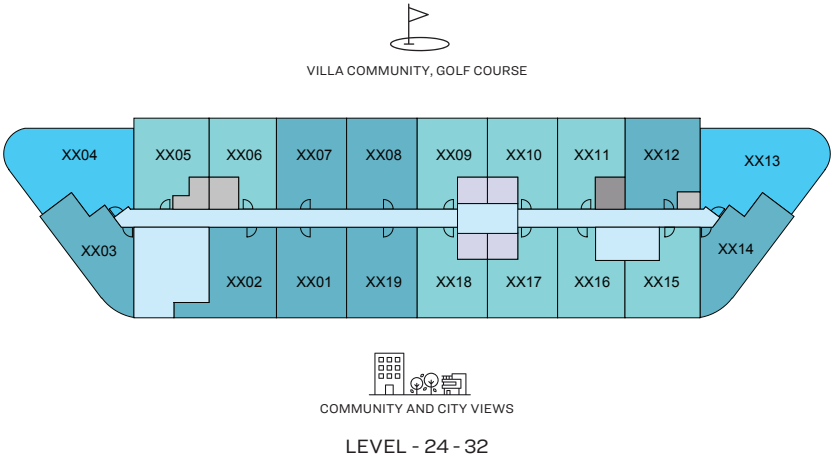 VILLA COMMUNITY, GOLF COURSE
XX04
XX05
XX06
XX07
XX08
XX09
XX10
XX11
XX12
XX13
XX03
XX02
XX01
XX19
XX18
XX17
XX16
XX15
XX14
COMMUNITY AND CITY VIEWS
LEVEL - 24 - 32